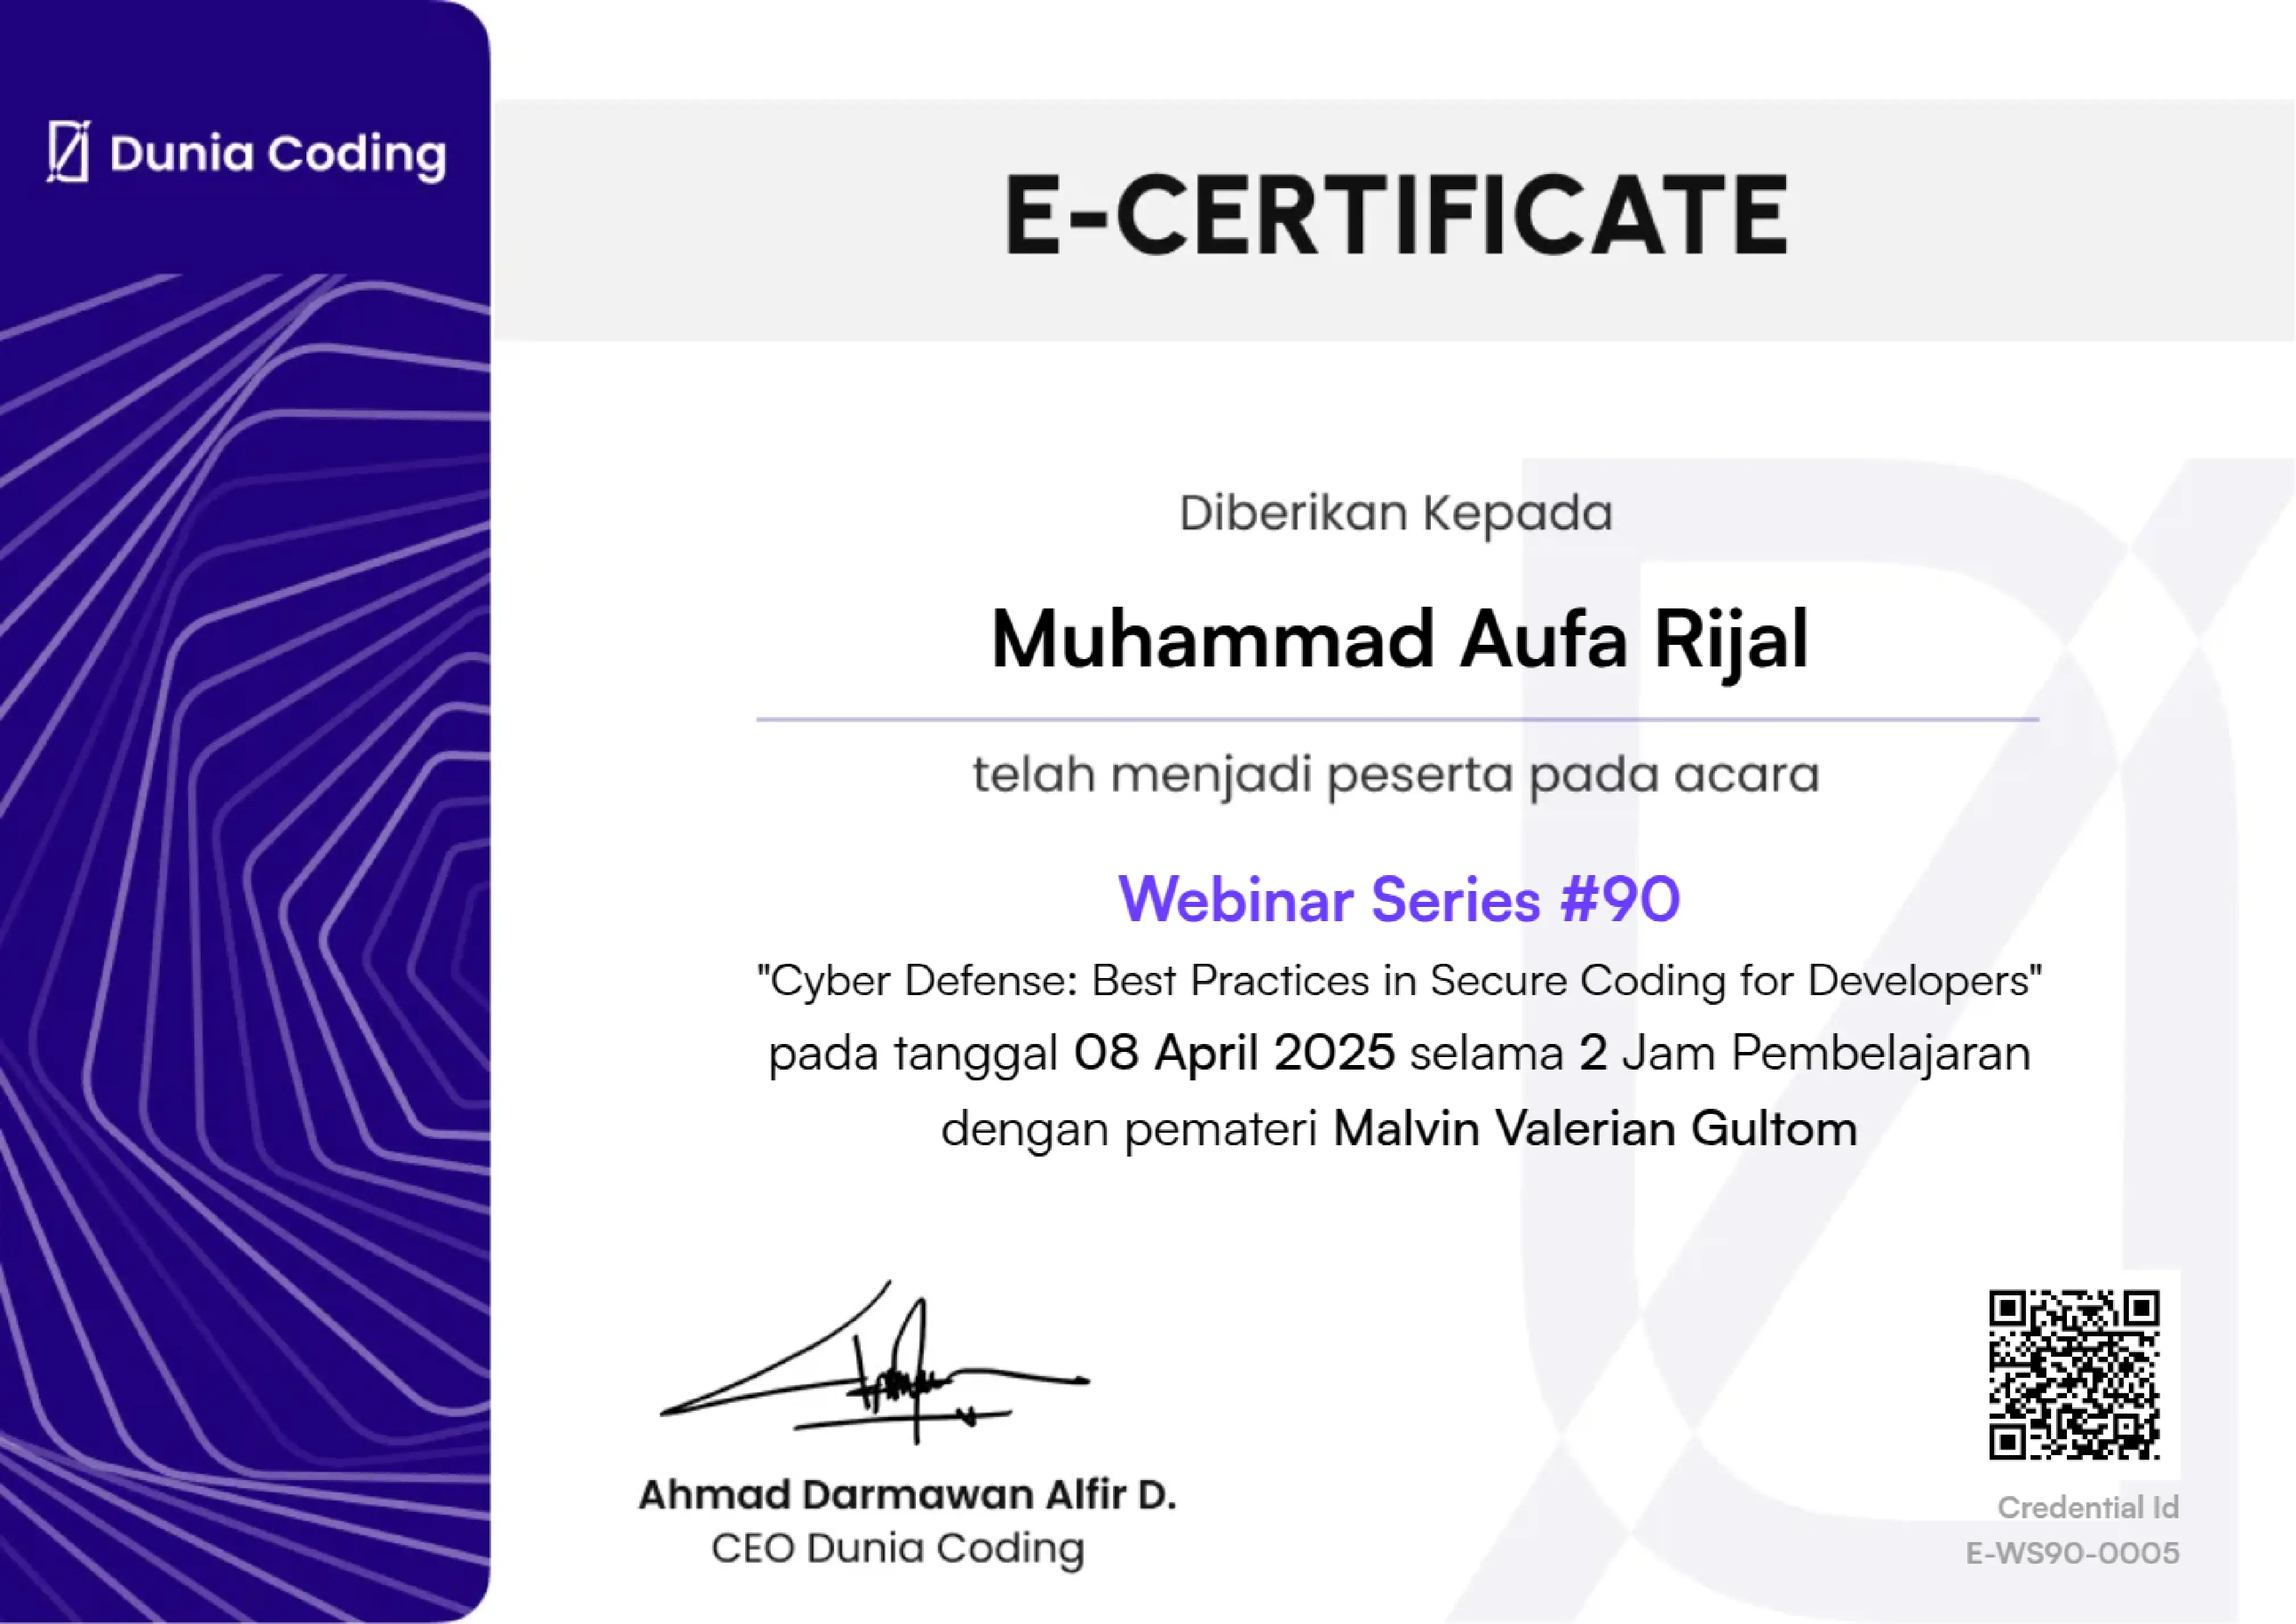 Dunia Coding
E-CERTIFICATE
Diberikan Kepada
Muhammad Aufa Rijal
telah menjadi peserta pada acara
Webinar Series #90
"Cyber Defense: Best Practices in Secure Coding for Developers"
pada tanggal 08 April 2025 selama 2 Jam Pembelajaran
dengan pemateri Malvin Valerian Gultom
Ahmad Darmawan Alfir D.
CEO Dunia Coding
Credential Id
E-WS90-0005